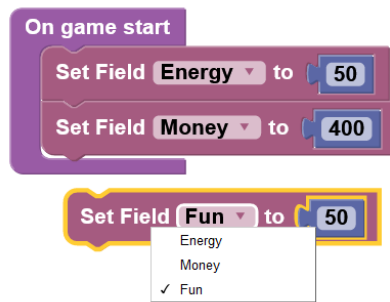 On game start
Set Field Energy to 50
Set Field Money to 400
Set Field Fun to 50
Energy
Money
✓ Fun